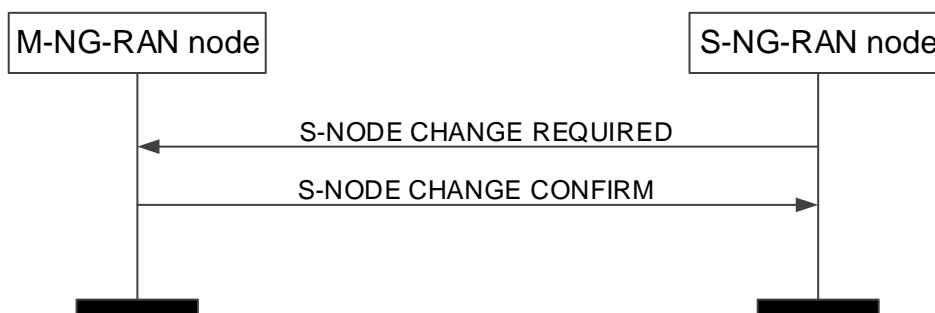 M-NG-RAN node
S-NG-RAN node
S-NODE CHANGE REQUIRED
S-NODE CHANGE CONFIRM